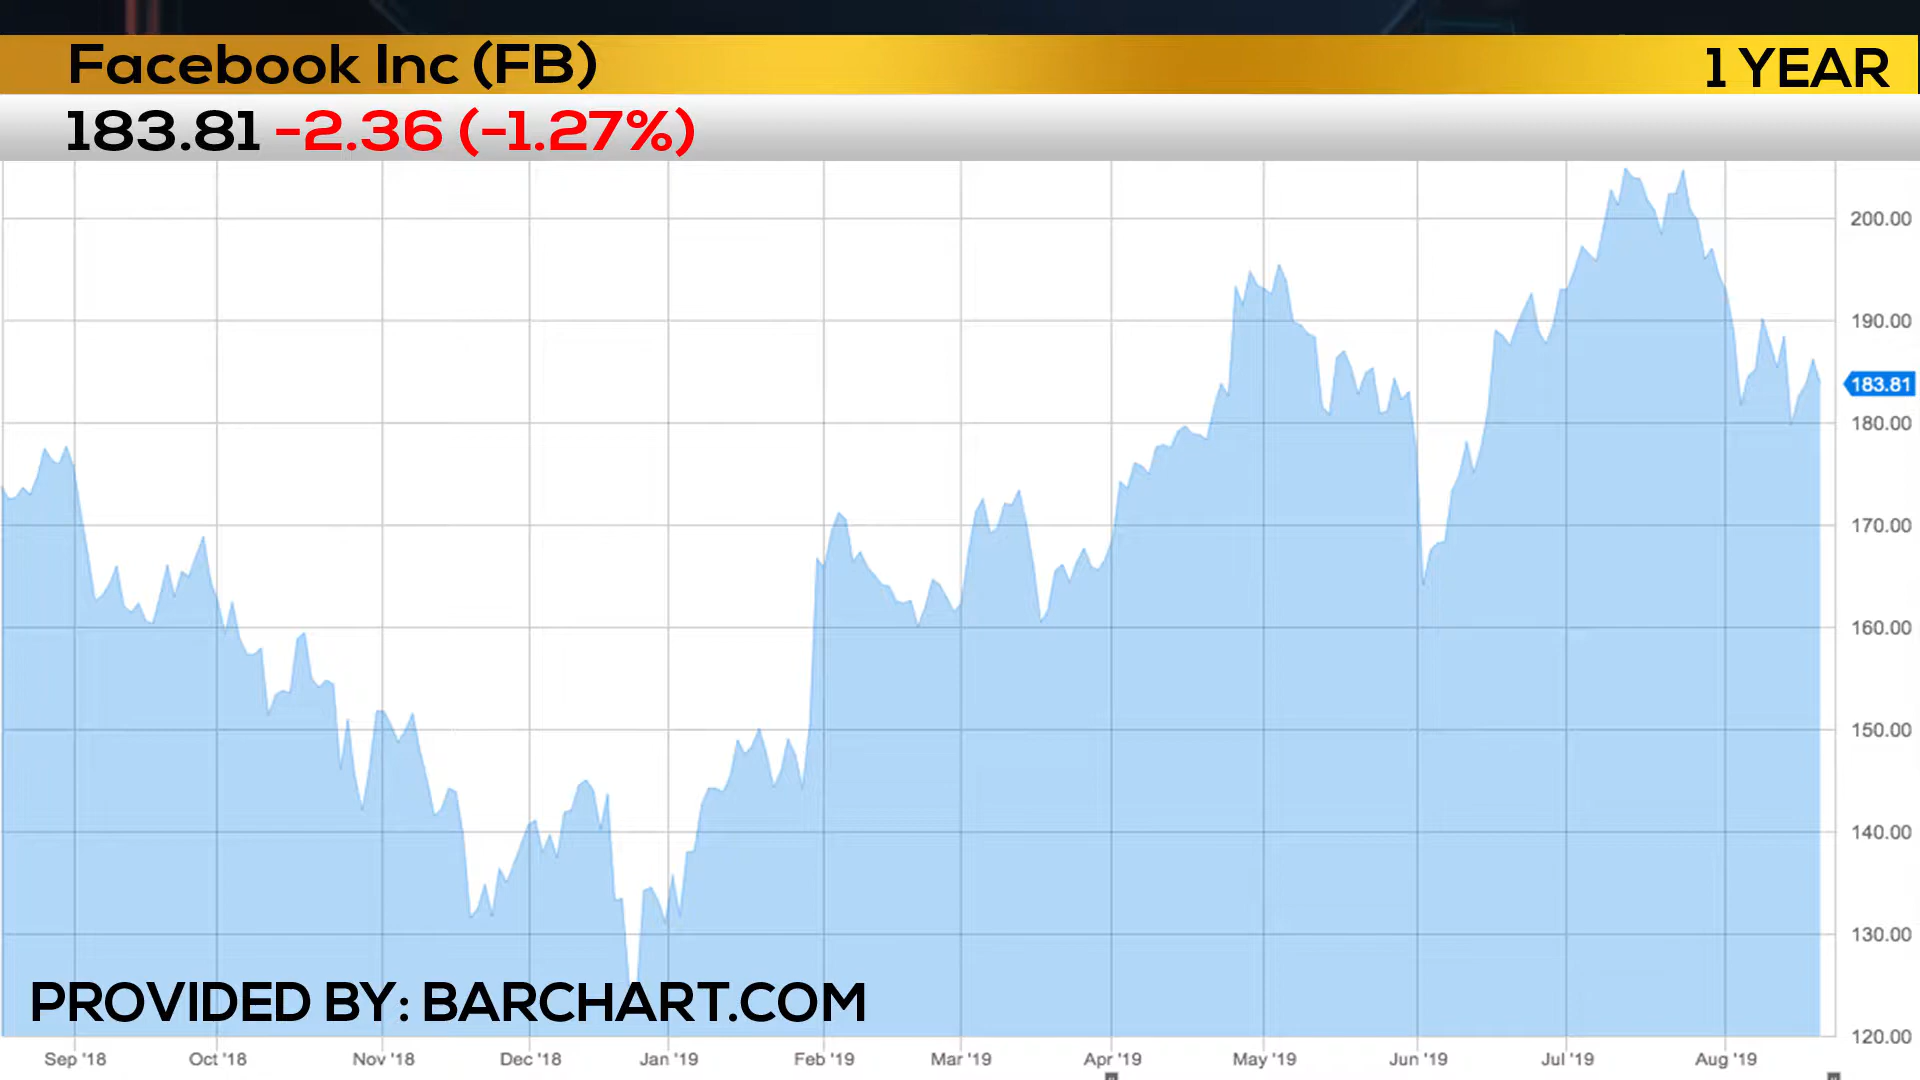 Facebook Inc (FB)
1 YEAR
183.81 -2.36 (-1.27%)
200.00
190.00
183.81
180.00
170.00
160.00
150.00
140.00
130.00
120.00
PROVIDED BY: BARCHART.COM
Sep '18 Oct '18 Nov '18 Dec '18 Jan '19 Feb '19 Mar '19 Apr '19 May '19 Jun '19 Jul '19 Aug '19